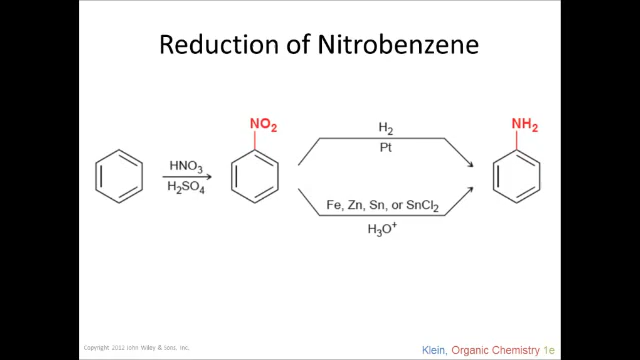 Reduction of Nitrobenzene
NO2
NH2
H2
Pt
HNO3
H2SO4
Fe, Zn, Sn, or SnCl2
H3O+
Copyright 2012 John Wiley & Sons, Inc.
Klein, Organic Chemistry 1e